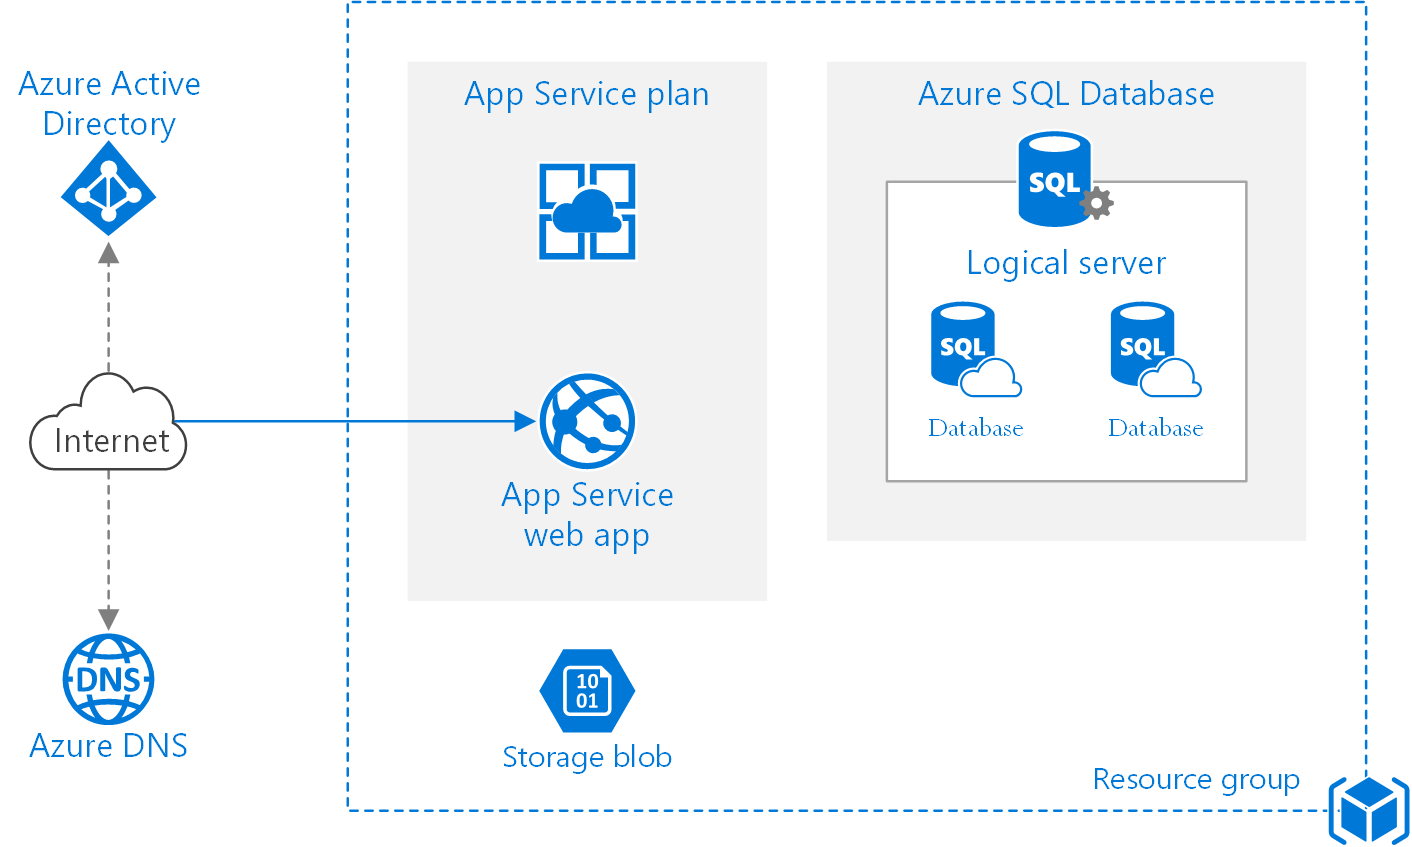 Azure Active
Directory
Internet
DNS
Azure DNS
App Service plan
App Service
web app
10
01
Storage blob
Azure SQL Database
SQL
Logical server
SQL
SQL
Database
Database
Resource group